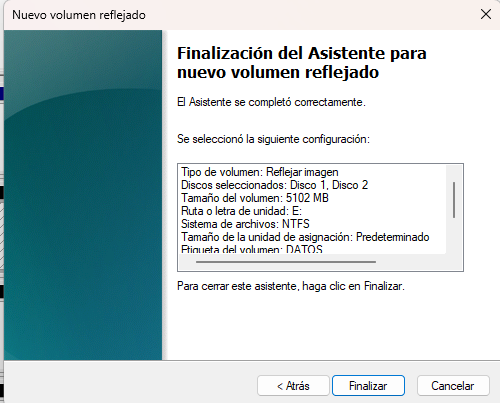 Nuevo volumen reflejado
Finalización del Asistente para
nuevo volumen reflejado
El Asistente se completó correctamente.
Se seleccionó la siguiente configuración:
Tipo de volumen: Reflejar imagen
Discos seleccionados: Disco 1, Disco 2
Tamaño del volumen: 5102 MB
Ruta o letra de unidad: E:
Sistema de archivos: NTFS
Tamaño de la unidad de asignación: Predeterminado
Etiqueta del volumen: DATOS
Para cerrar este asistente, haga clic en Finalizar.
< Atrás
Finalizar
Cancelar